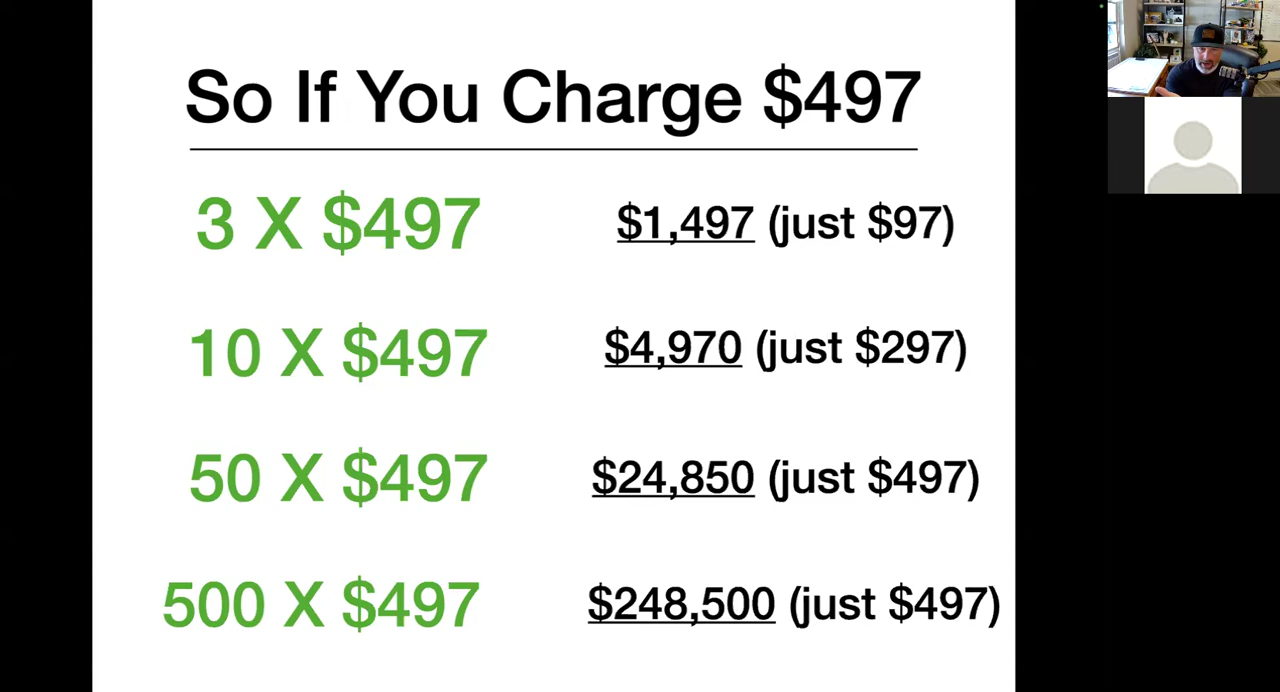 So If You Charge $497
3 X $497 $1,497 (just $97)
10 X $497 $4,970 (just $297)
50 X $497 $24,850 (just $497)
500 X $497 $248,500 (just $497)